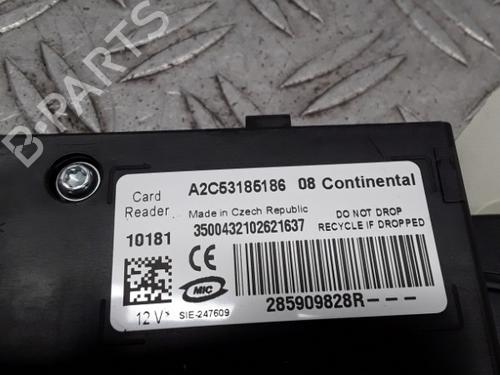 Card
Reader
10181
12 V*
A2C53185186 08 Continental
Made in Czech Republic
3500432102621637
DO NOT DROP
RECYCLE IF DROPPED
CE
MIC
SIE-247609
285909828R---
B-PARTS